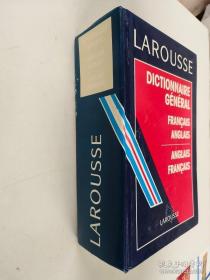 LAROUSSE
DICTIONNAIRE
GÉNÉRAL
FRANÇAIS
ANGLAIS
ANGLAIS
FRANÇAIS
LAROUSSE
LAROUSSE